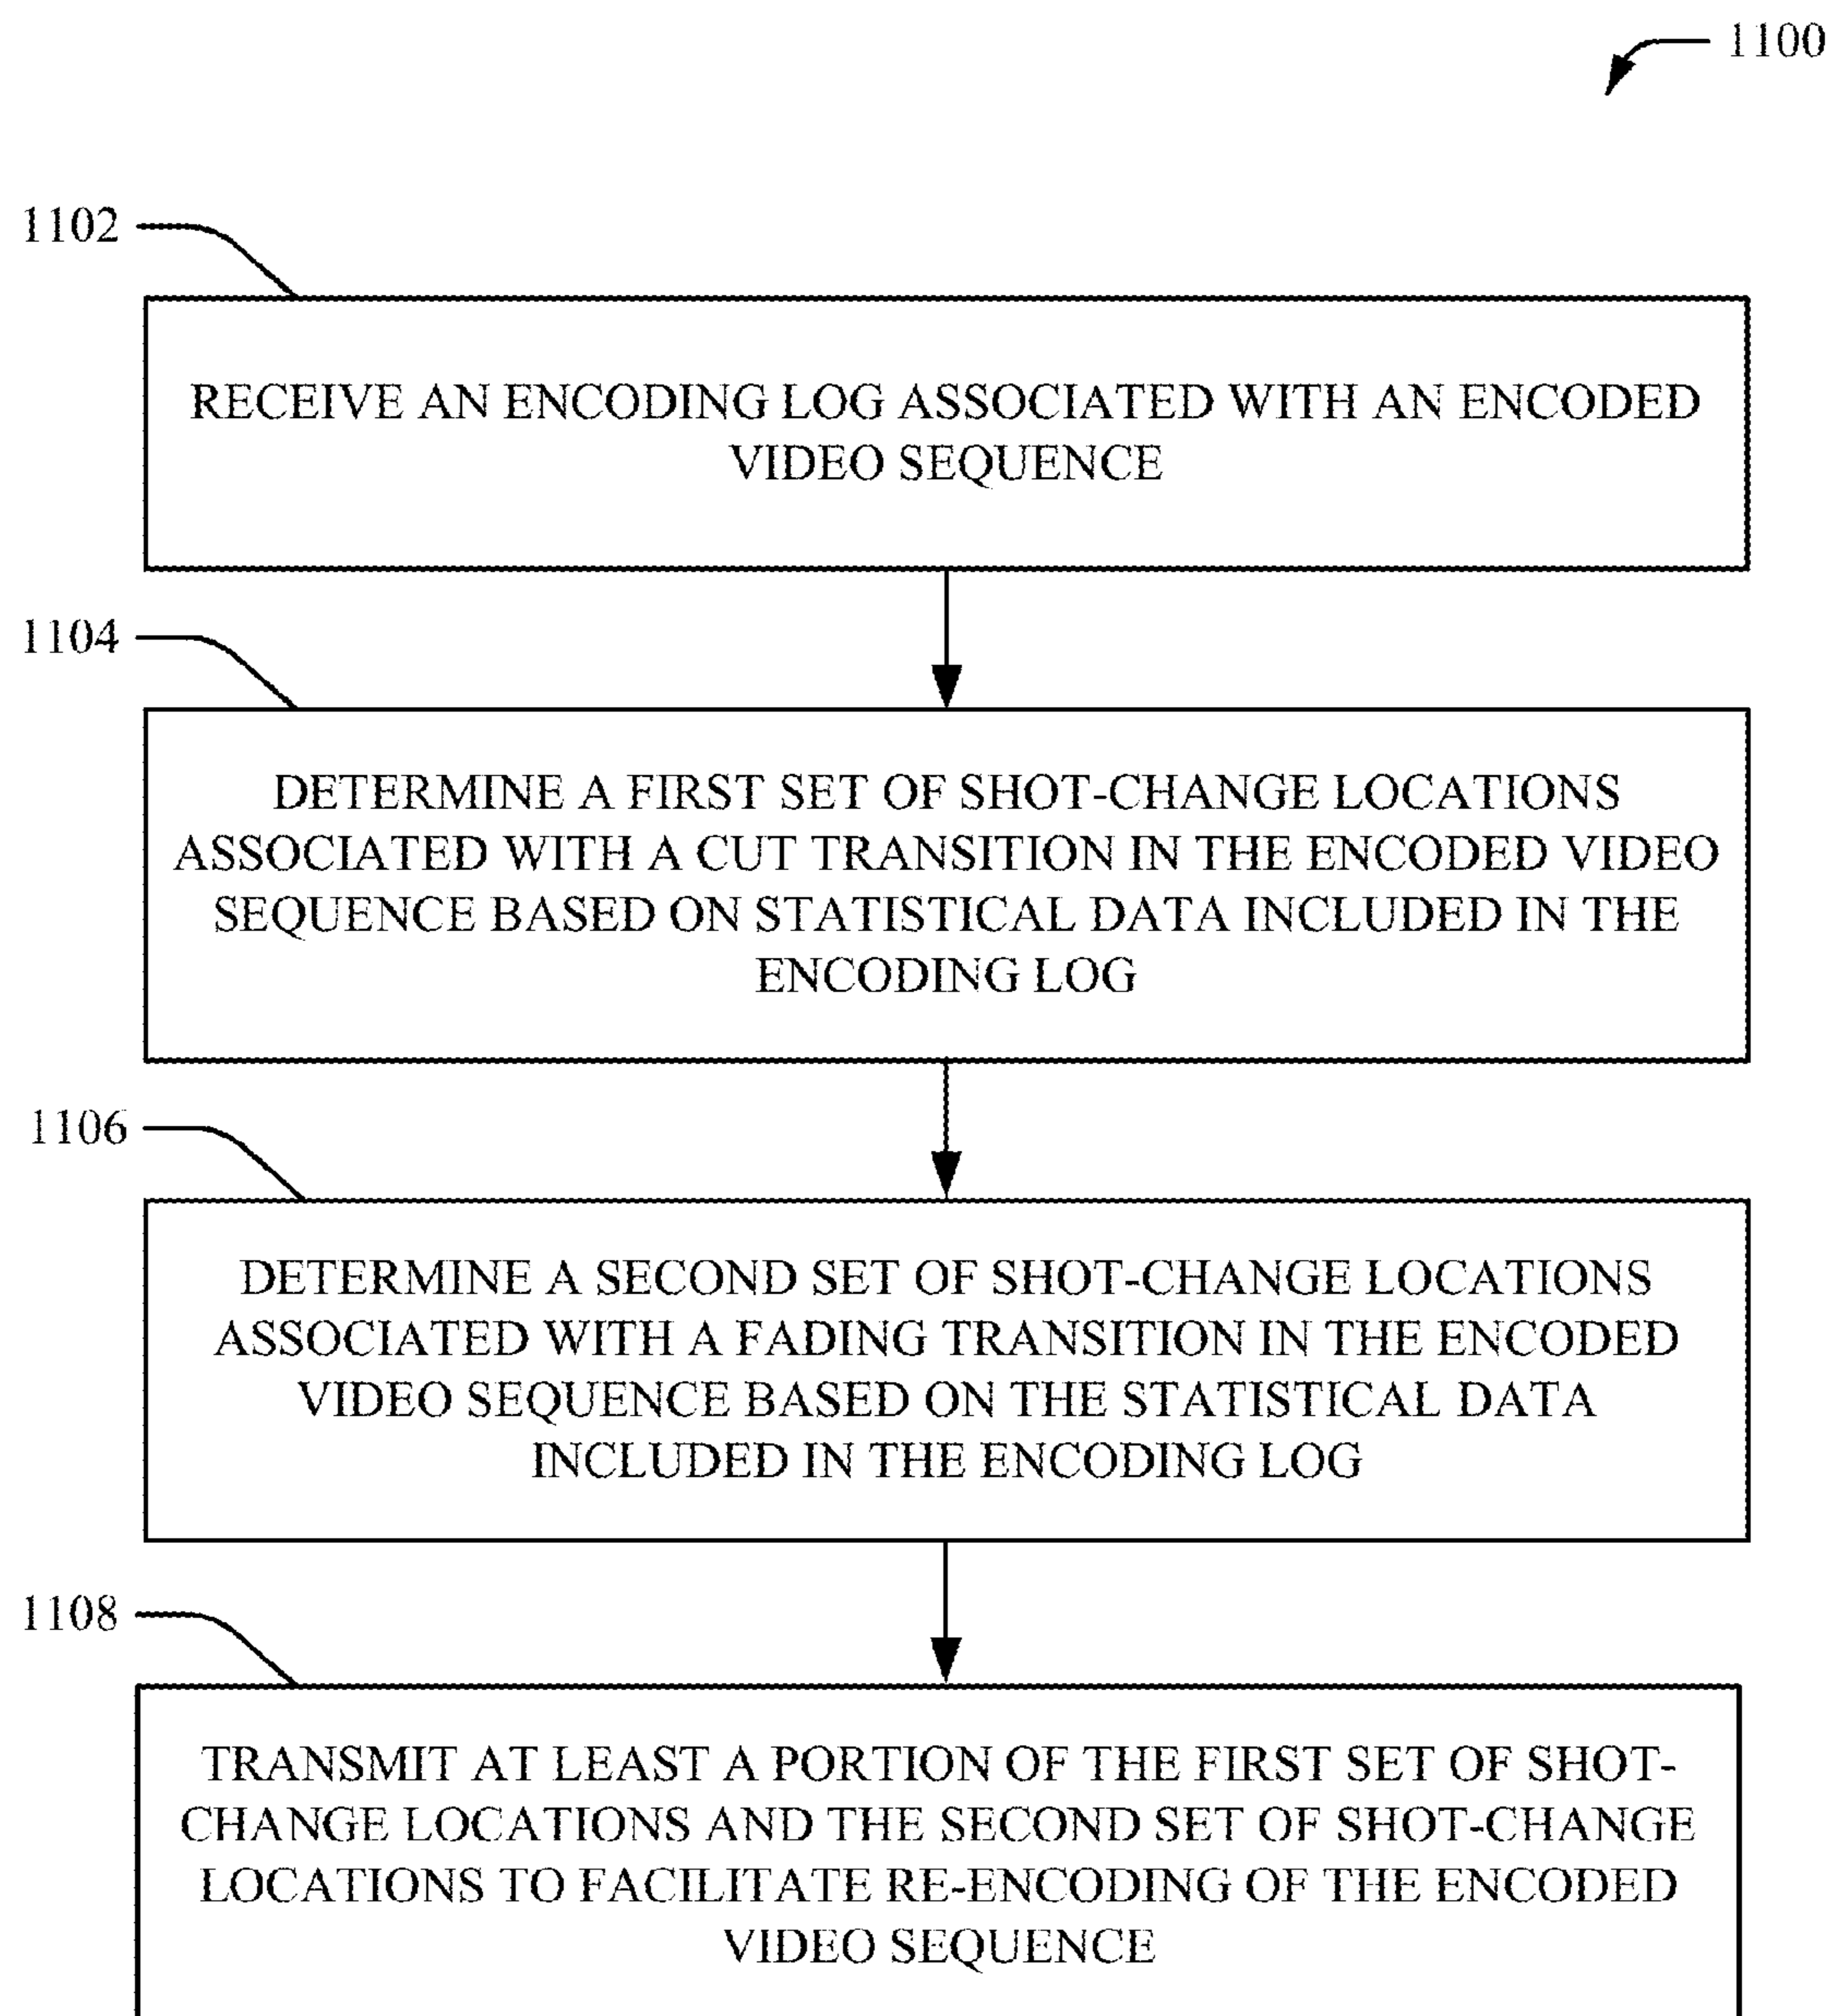 1100
1102
RECEIVE AN ENCODING LOG ASSOCIATED WITH AN ENCODED
VIDEO SEQUENCE
1104
DETERMINE A FIRST SET OF SHOT-CHANGE LOCATIONS
ASSOCIATED WITH A CUT TRANSITION IN THE ENCODED VIDEO
SEQUENCE BASED ON STATISTICAL DATA INCLUDED IN THE
ENCODING LOG
1106
DETERMINE A SECOND SET OF SHOT-CHANGE LOCATIONS
ASSOCIATED WITH A FADING TRANSITION IN THE ENCODED
VIDEO SEQUENCE BASED ON THE STATISTICAL DATA
INCLUDED IN THE ENCODING LOG
1108
TRANSMIT AT LEAST A PORTION OF THE FIRST SET OF SHOT-
CHANGE LOCATIONS AND THE SECOND SET OF SHOT-CHANGE
LOCATIONS TO FACILITATE RE-ENCODING OF THE ENCODED
VIDEO SEQUENCE